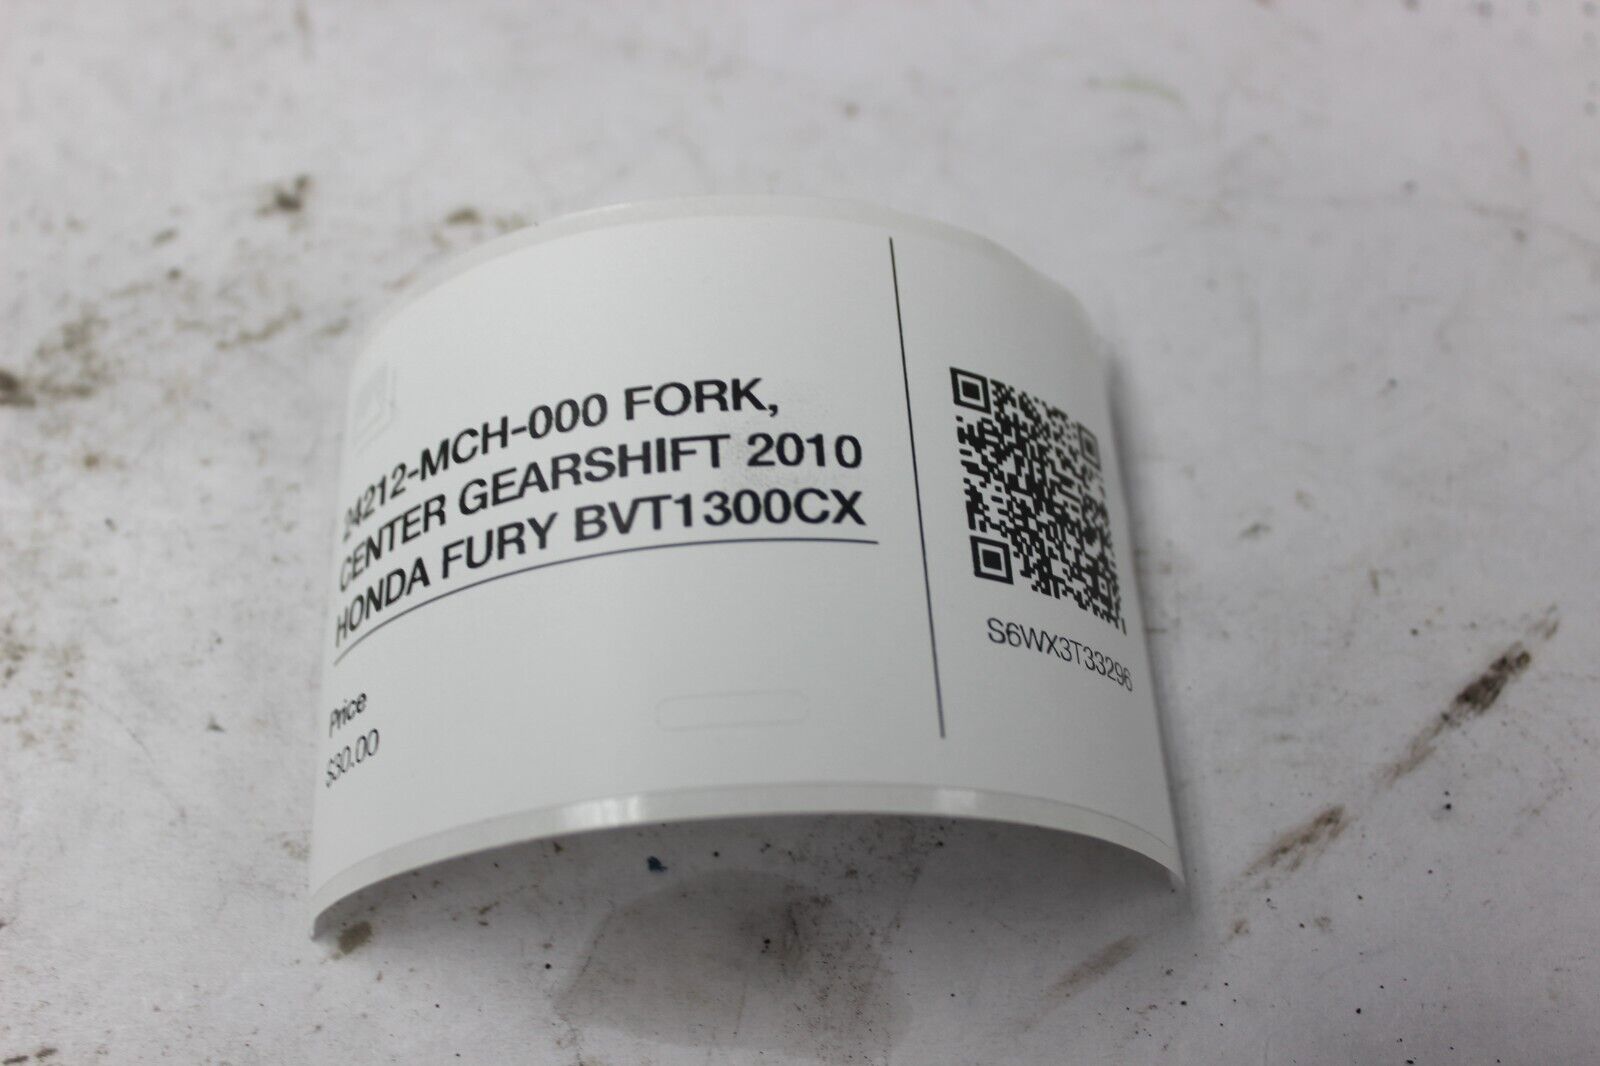 24212-MCH-000 FORK,
CENTER GEARSHIFT 2010
HONDA FURY BVT1300CX
Price
$30.00
S6WX3T33296